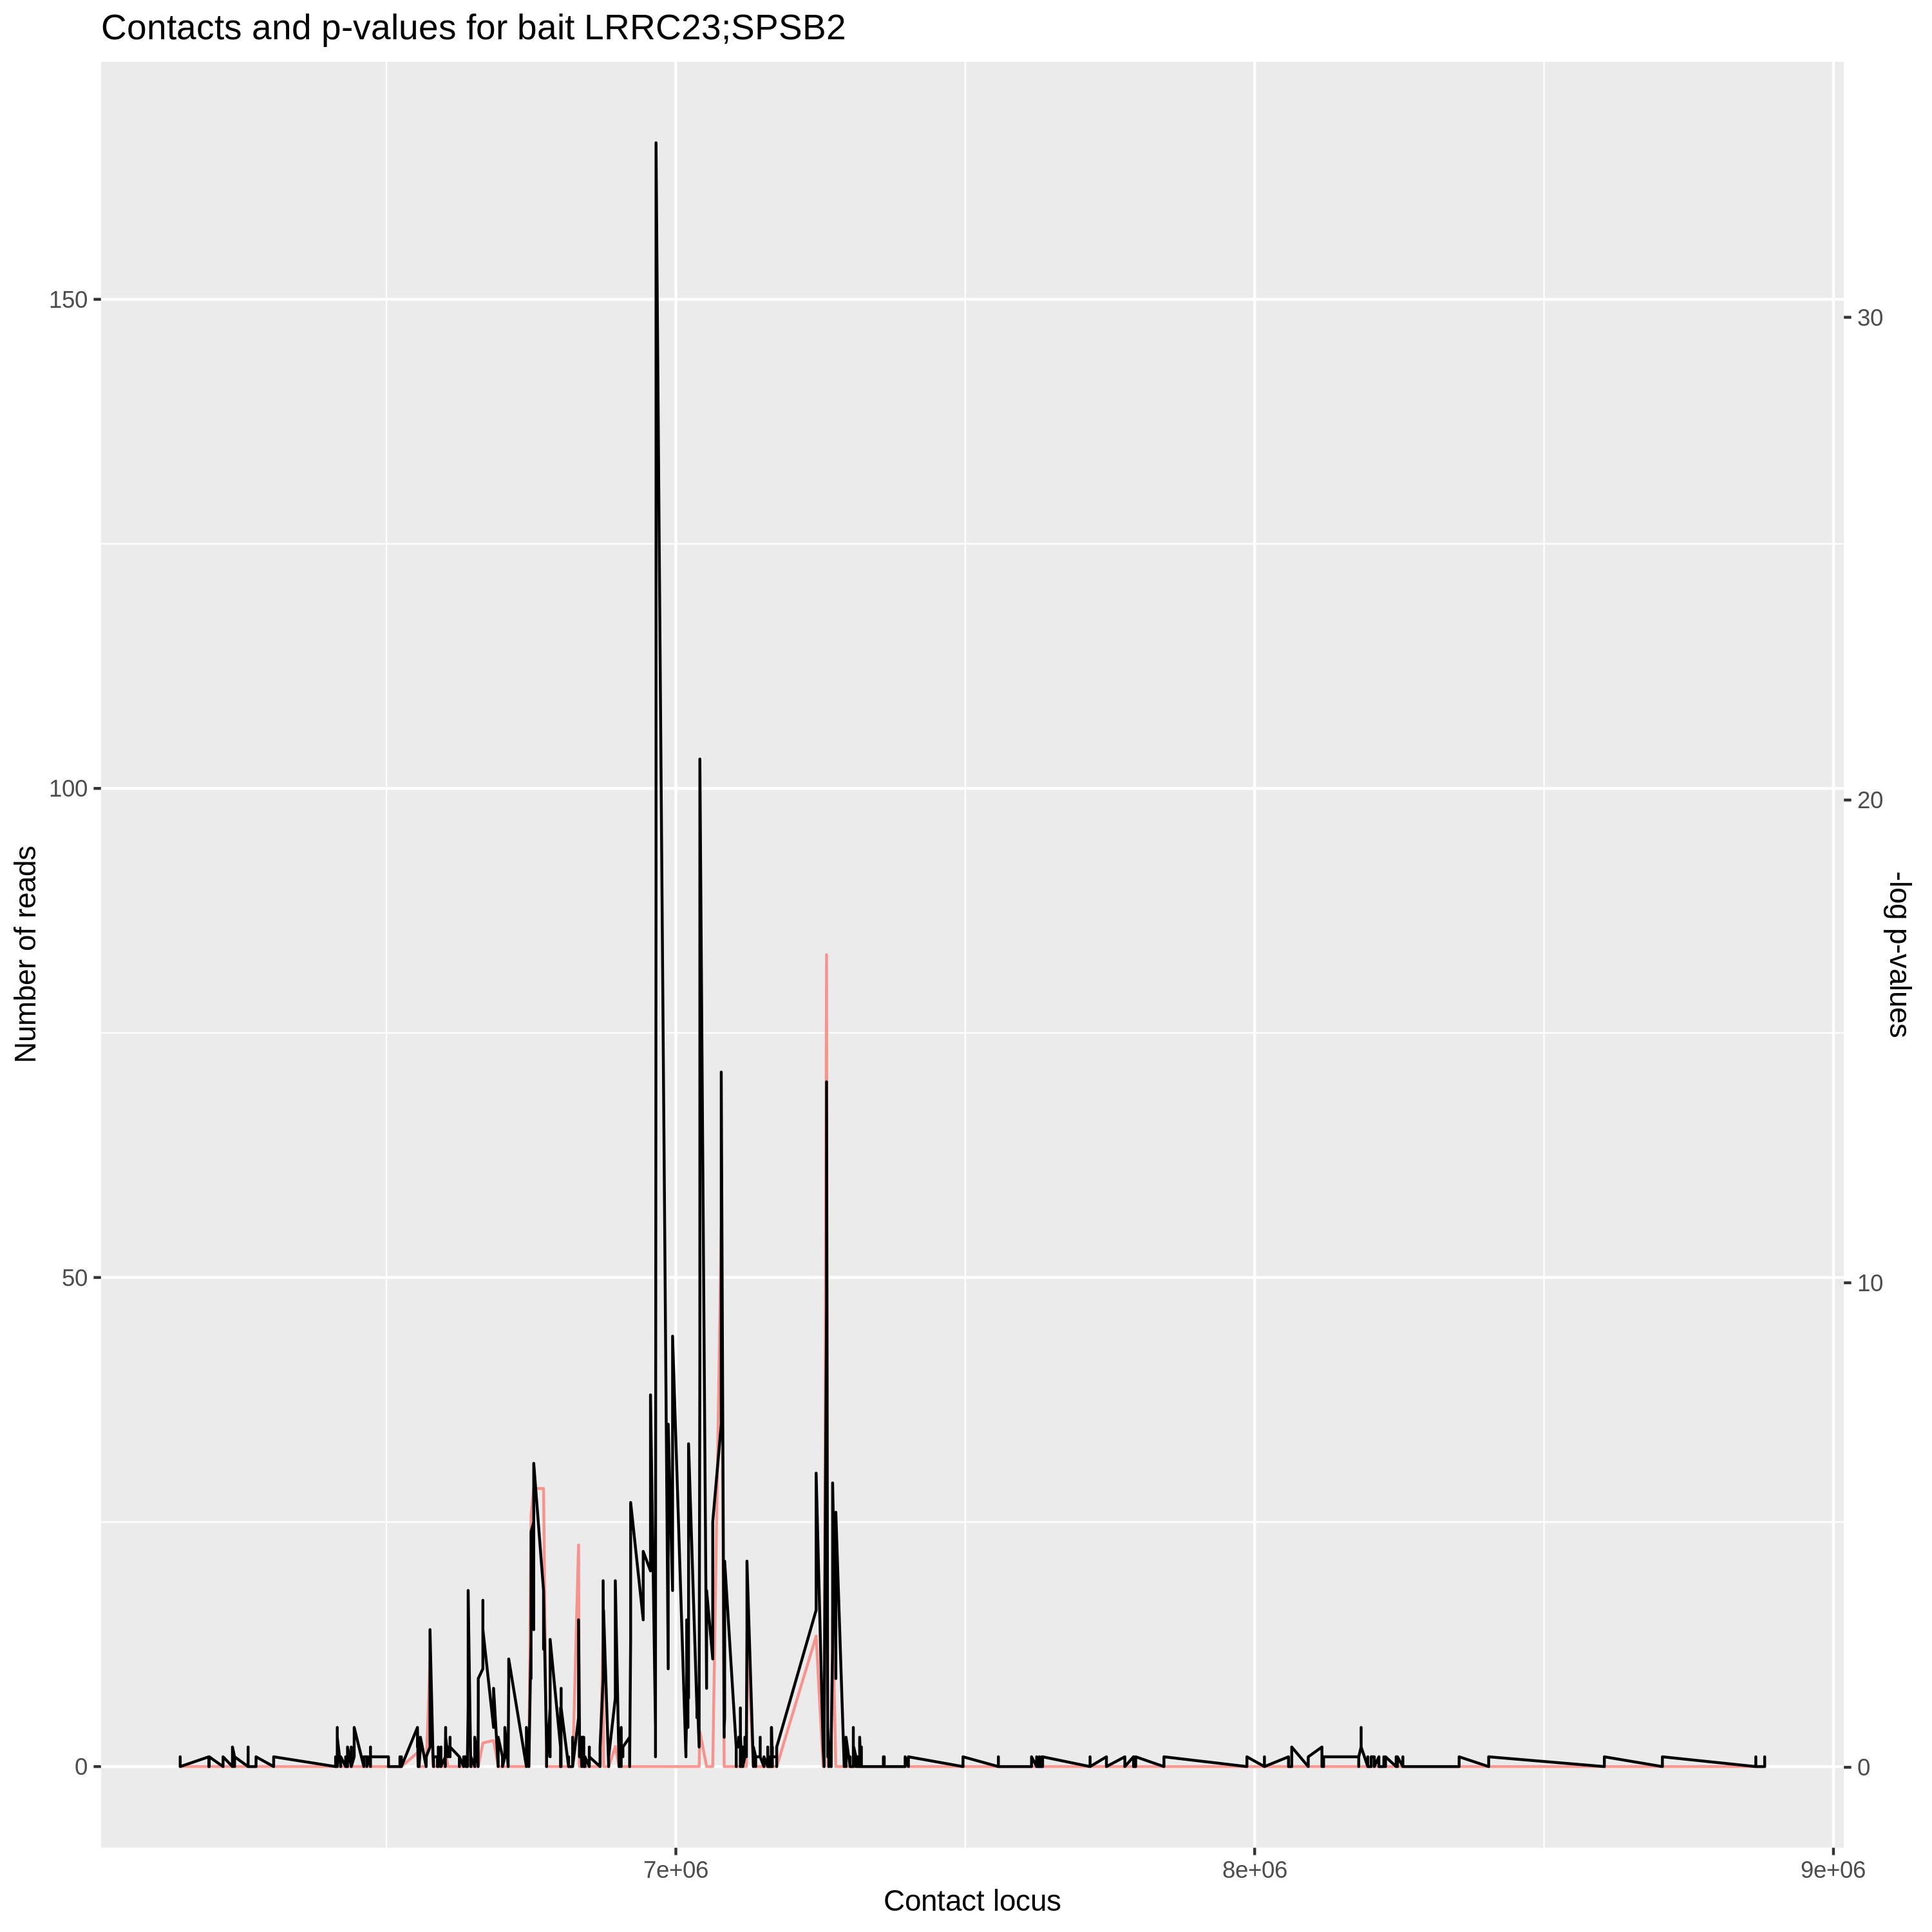 Contacts and p-values for bait LRRC23;SPSB2
150
100
50
0
30
20
10
0
Number of reads
-log p-values
7e+06
8e+06
9e+06
Contact locus